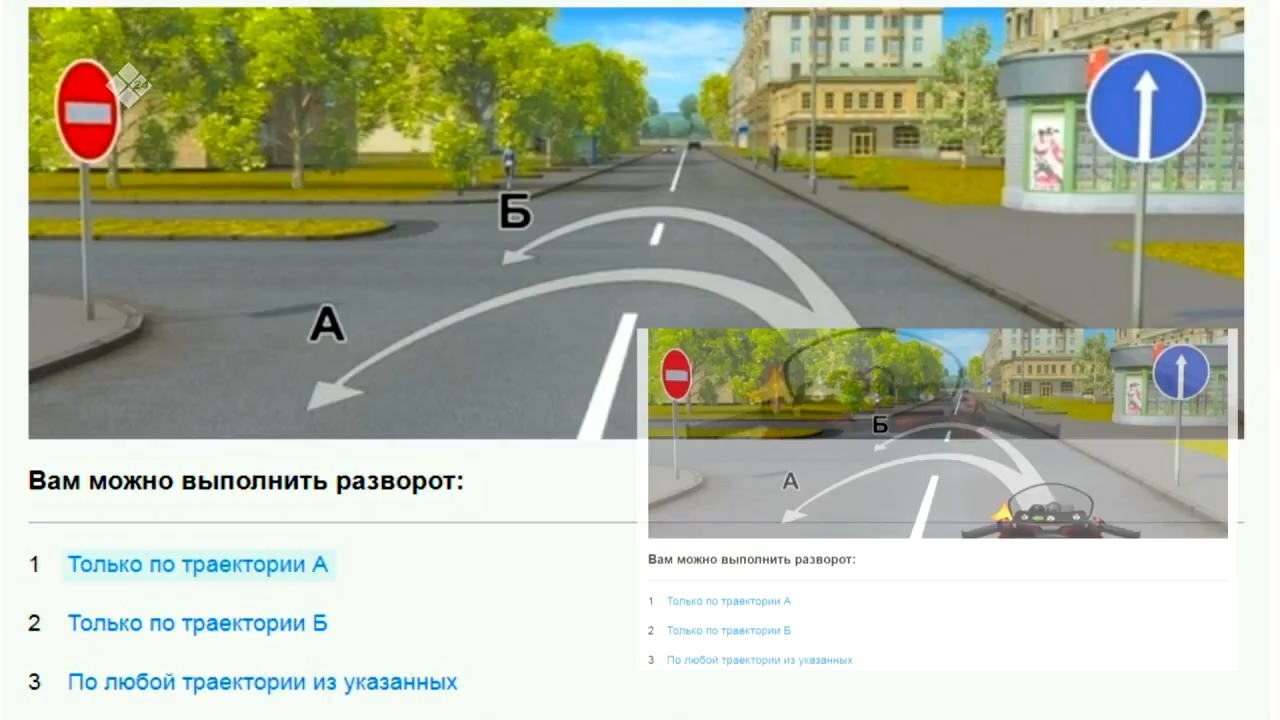 Б
А
Вам можно выполнить разворот:
1 Только по траектории А
2 Только по траектории Б
3 По любой траектории из указанных
Б
А
Вам можно выполнить разворот:
1 Только по траектории А
2 Только по траектории Б
3 По любой траектории из указанных